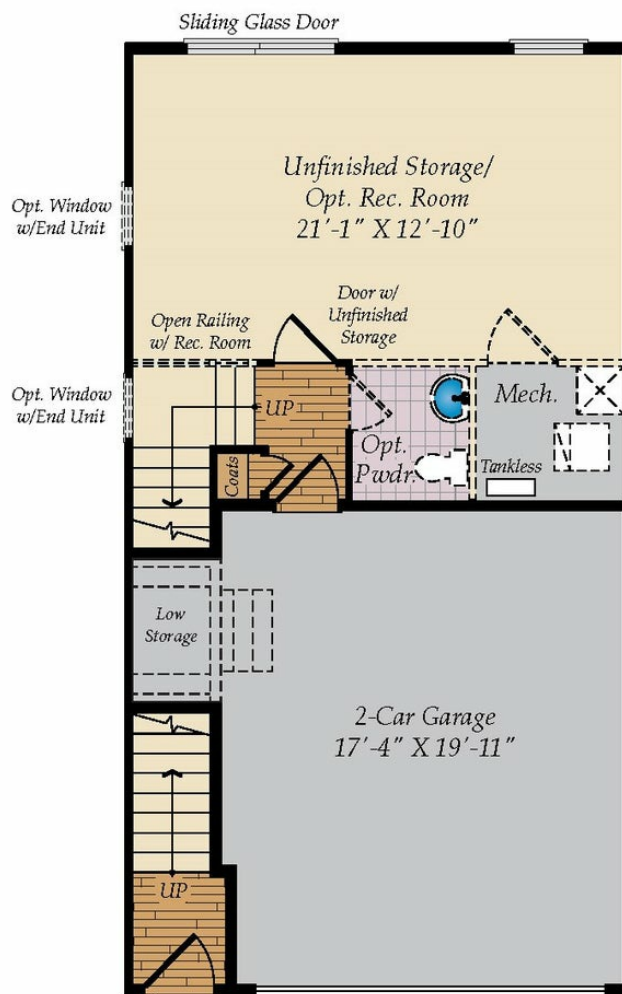 Sliding Glass Door
Unfinished Storage/
Opt. Rec. Room
21'-1" X 12'-10"
Opt. Window
w/End Unit
Door w/
Unfinished
Storage
Open Railing
w/ Rec. Room
Opt. Window
w/End Unit
UP
Mech.
Opt.
Pwdr.
Coats
Tankless
Low
Storage
2-Car Garage
17'-4" X 19'-11"
UP